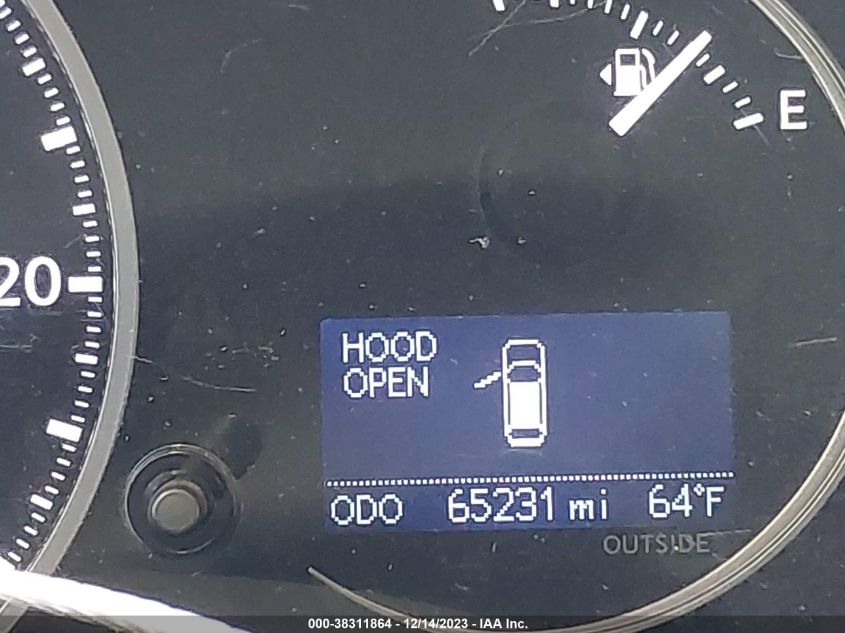 E
20
HOOD
OPEN
ODO 65231 mi 64°F
OUTSIDE
000-38311864 - 12/14/2023 - IAA Inc.